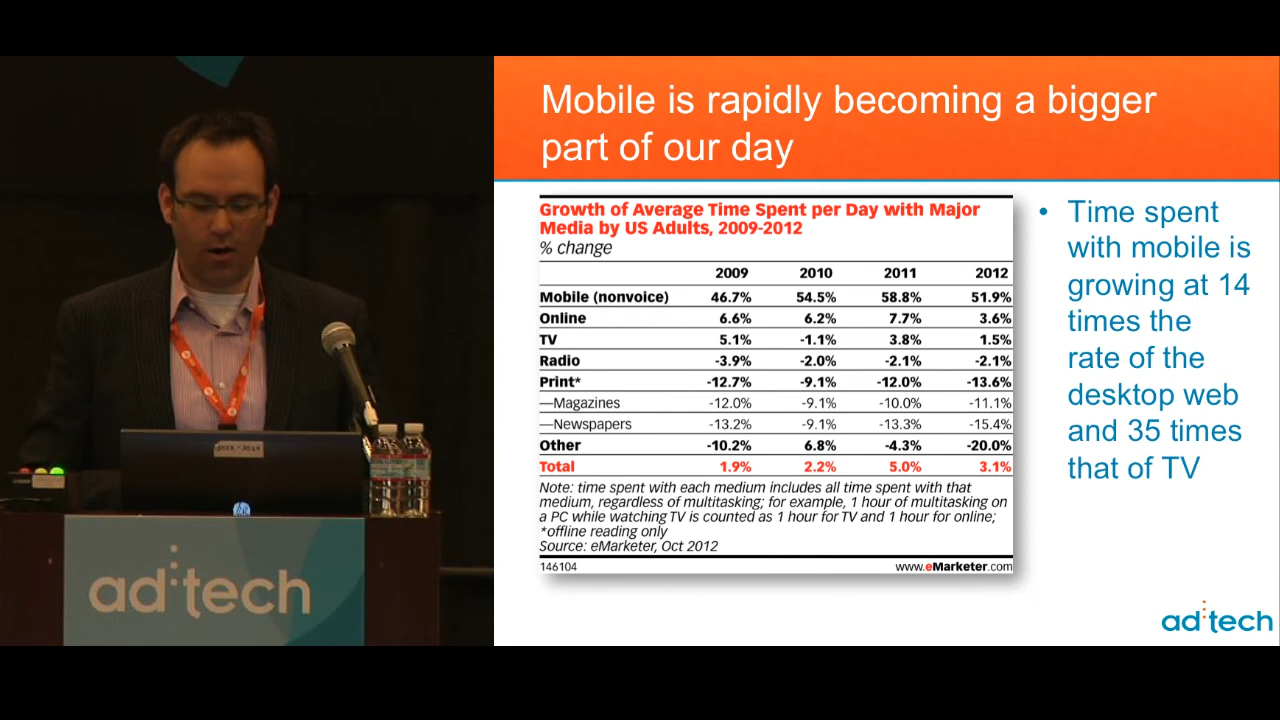 Mobile is rapidly becoming a bigger
part of our day
Growth of Average Time Spent per Day with Major
Media by US Adults, 2009-2012
% change
2009 2010 2011 2012
Mobile (nonvoice) 46.7% 54.5% 58.8% 51.9%
Online 6.6% 6.2% 7.7% 3.6%
TV 5.1% -1.1% 3.8% 1.5%
Radio -3.9% -2.0% -2.1% -2.1%
Print* -12.7% -9.1% -12.0% -13.6%
—Magazines -12.0% -9.1% -10.0% -11.1%
—Newspapers -13.2% -9.1% -13.3% -15.4%
Other -10.2% 6.8% -4.3% -20.0%
Total 1.9% 2.2% 5.0% 3.1%
Note: time spent with each medium includes all time spent with that
medium, regardless of multitasking; for example, 1 hour of multitasking on
a PC while watching TV is counted as 1 hour for TV and 1 hour for online;
*offline reading only
Source: eMarketer, Oct 2012
146104 www.eMarketer.com
• Time spent
with mobile is
growing at 14
times the
rate of the
desktop web
and 35 times
that of TV
ad:tech
ad:tech